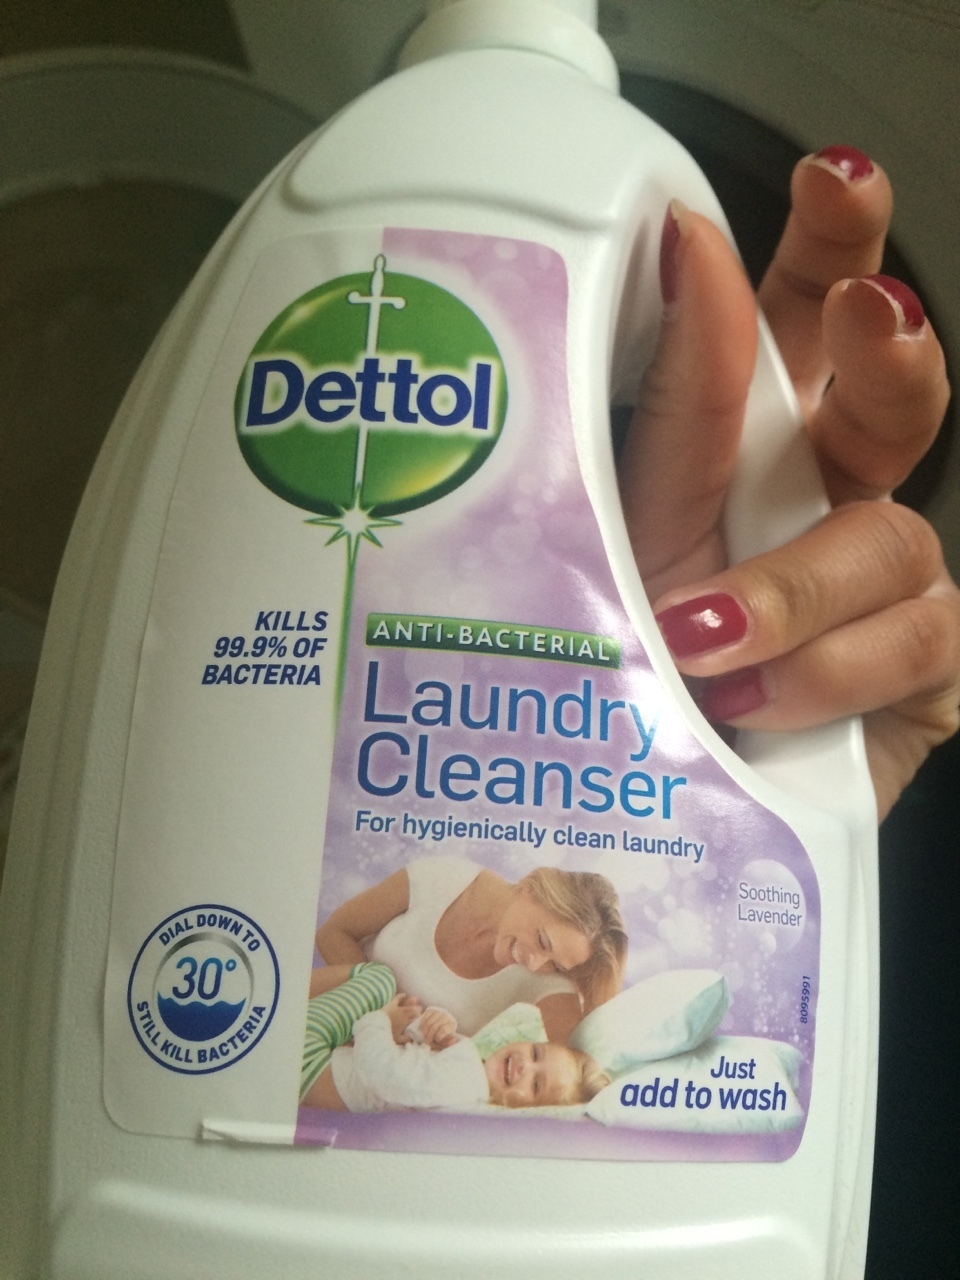 Dettol
KILLS
99.9% OF
BACTERIA
ANTI-BACTERIAL
Laundry
Cleanser
For hygienically clean laundry
Soothing
Lavender
DIAL DOWN TO
30°
STILL KILL BACTERIA
8095991
Just
add to wash